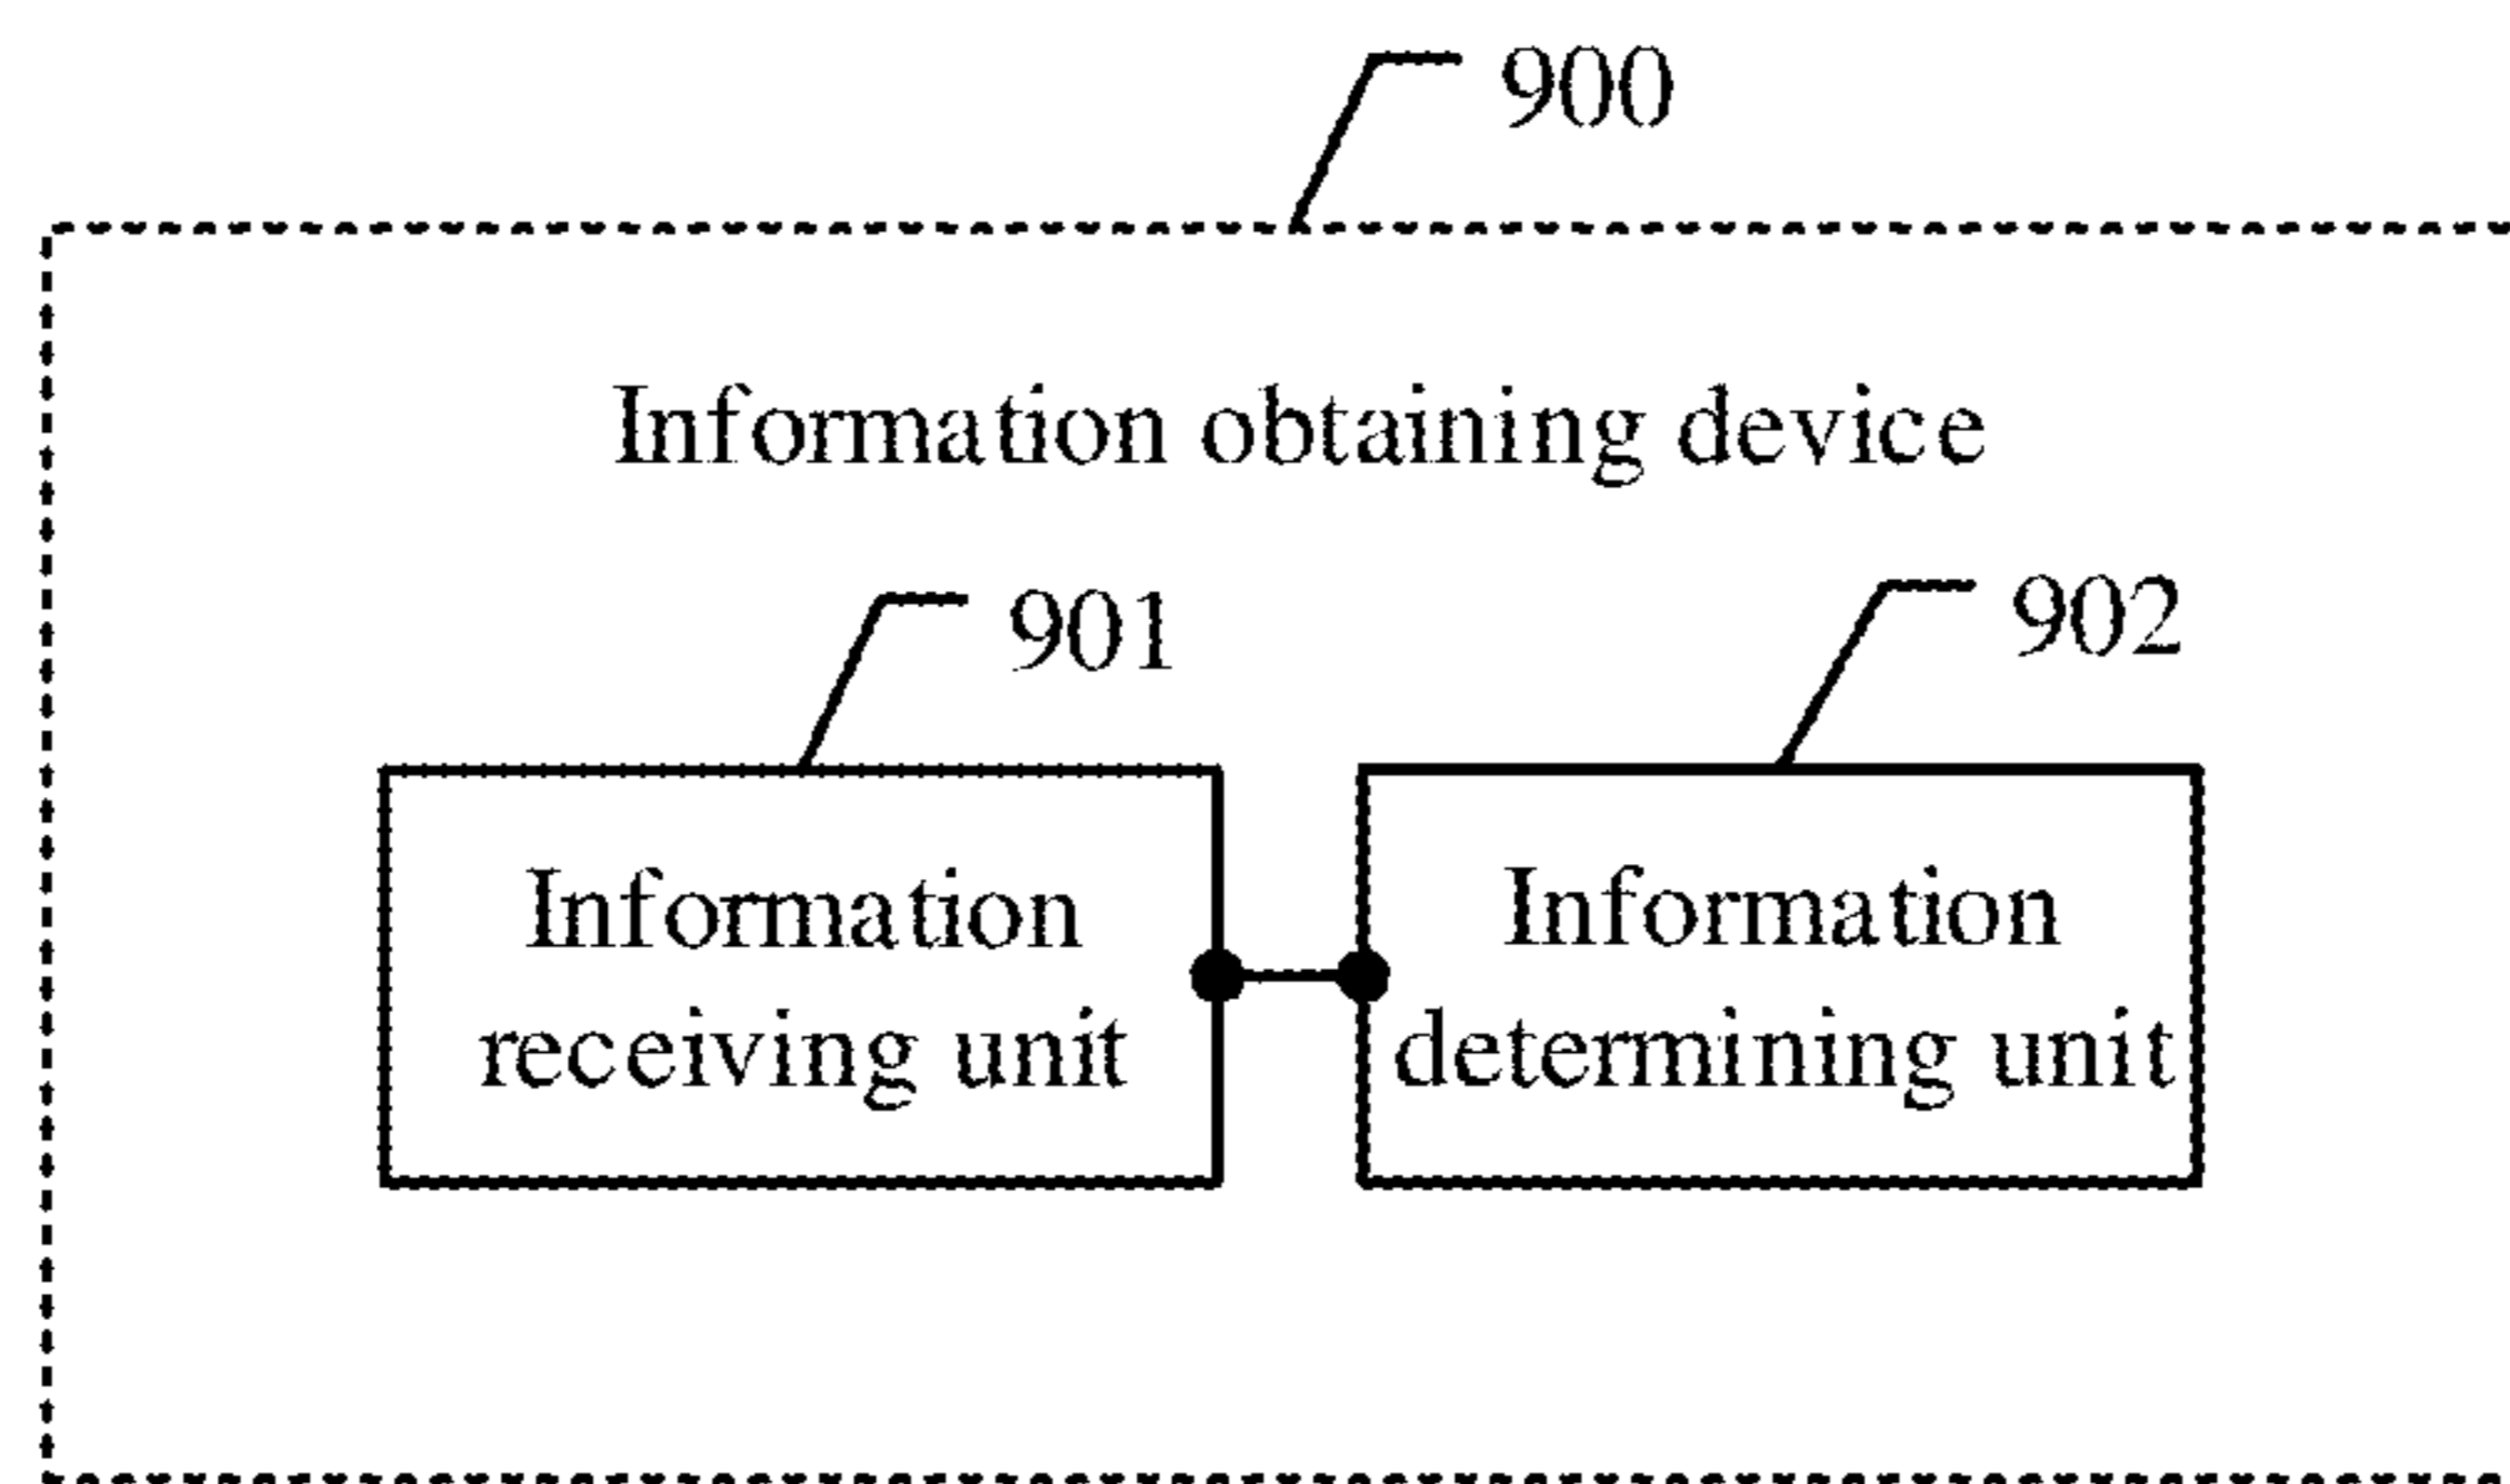 900
Information obtaining device
901
902
Information
receiving unit
Information
determining unit